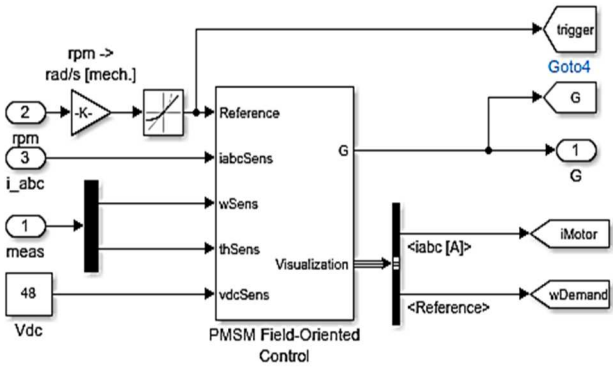 rpm ->
rad/s [mech.]
trigger
Goto4
2
-K-
Reference
G
rpm
3
iabcSens
G
1
i_abc
G
wSens
1
<iabc [A]>
iMotor
meas
thSens
Visualization
48
vdcSens
<Reference>
wDemand
Vdc
PMSM Field-Oriented
Control